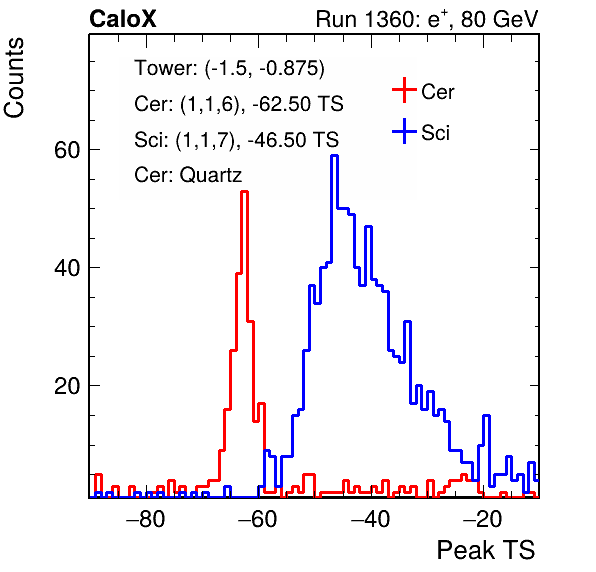 CaloX Run 1360: e⁺, 80 GeV
Counts
Tower: (-1.5, -0.875)
Cer: (1,1,6), -62.50 TS
Sci: (1,1,7), -46.50 TS
Cer: Quartz
Cer
Sci
60
40
20
−80 −60 −40 −20
Peak TS